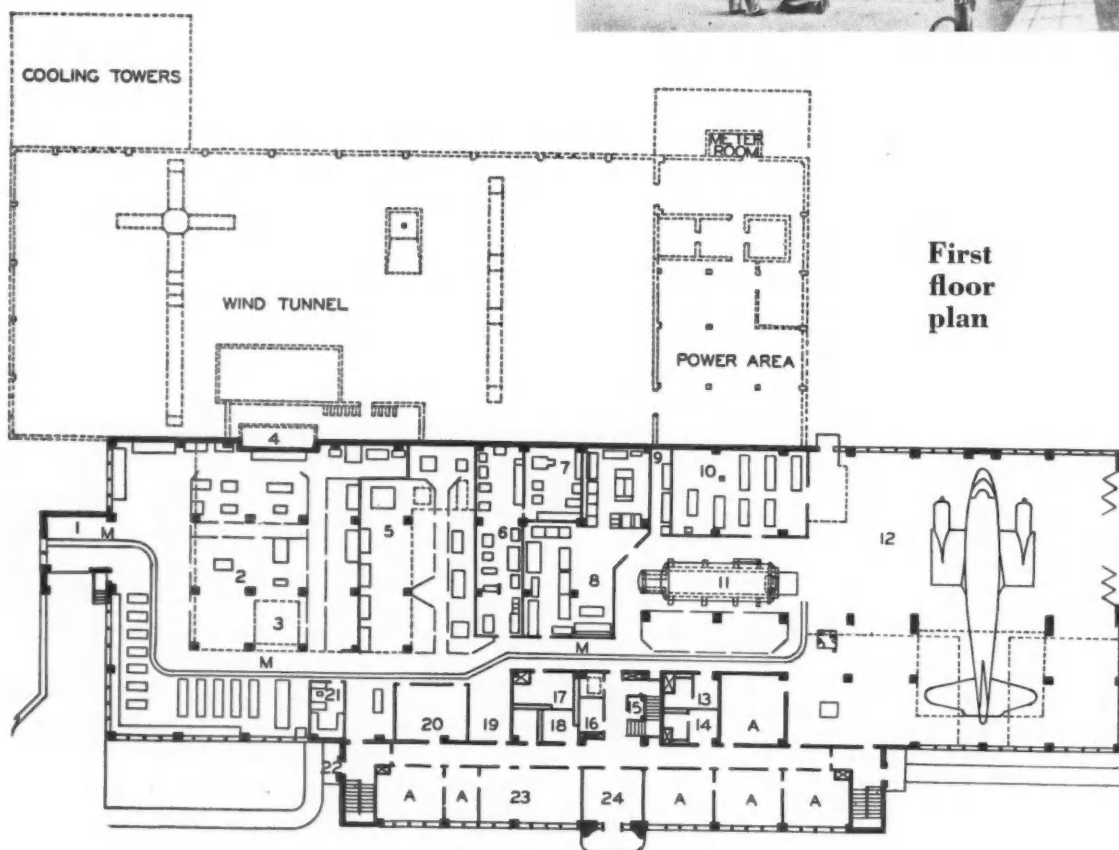 COOLING TOWERS
METER
ROOM
First
floor
plan
WIND TUNNEL
POWER AREA
4
1
M
2
3
5
6
7
8
9
10
11
12
M
M
13
14
15
16
17
18
19
20
21
22
A
A
A
23
24
A
A
A